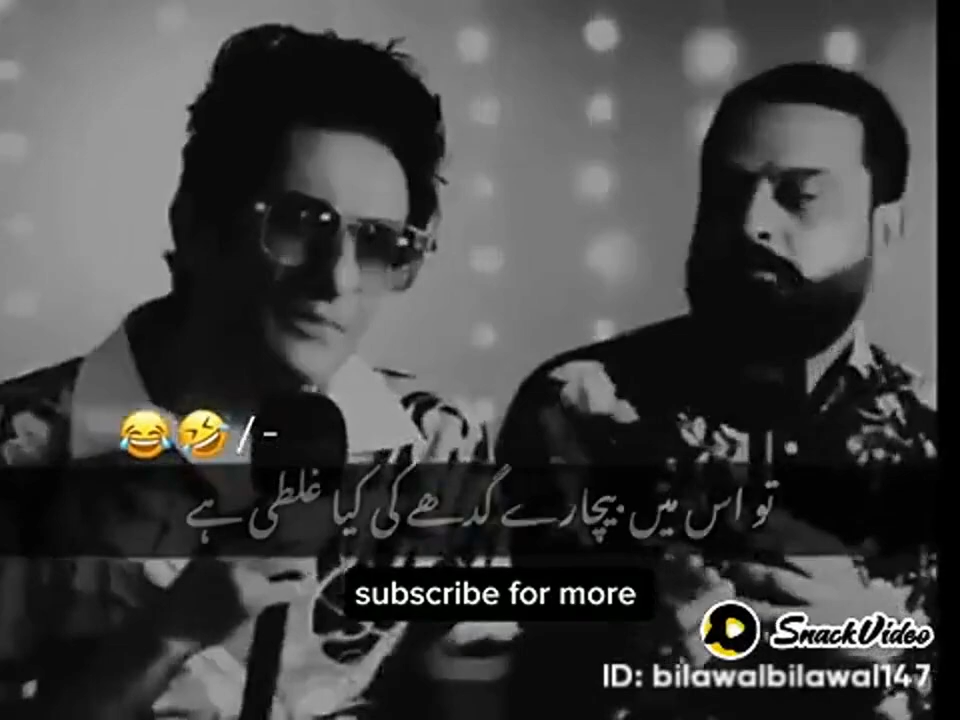 😂🤣/-
تو اس میں بیچارے گدھے کی کیا غلطی ہے
subscribe for more
SnackVideo
ID: bilawalbilawal147